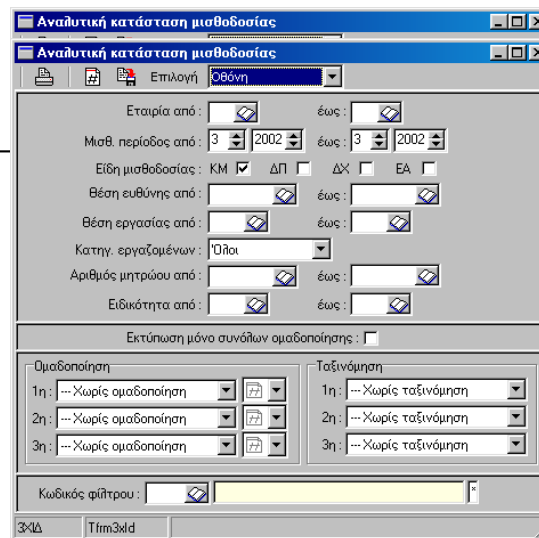 Αναλυτική κατάσταση μισθοδοσίας
Αναλυτική κατάσταση μισθοδοσίας
Επιλογή Οθόνη
Εταιρία από : έως :
Μισθ. περίοδος από : 3 2002 έως : 3 2002
Είδη μισθοδοσίας : ΚΜ ΔΠ ΔΧ ΕΑ
Θέση ευθύνης από : έως :
Θέση εργασίας από : έως :
Κατηγ. εργαζομένων : Όλοι
Αριθμός μητρώου από : έως :
Ειδικότητα από : έως :
Εκτύπωση μόνο συνόλων ομαδοποίησης :
Ομαδοποίηση Ταξινόμηση
1η : --- Χωρίς ομαδοποίηση 1η : --- Χωρίς ταξινόμηση
2η : --- Χωρίς ομαδοποίηση 2η : --- Χωρίς ταξινόμηση
3η : --- Χωρίς ομαδοποίηση 3η : --- Χωρίς ταξινόμηση
Κωδικός φίλτρου : *
3ΧΙΔ Tfrm3xId